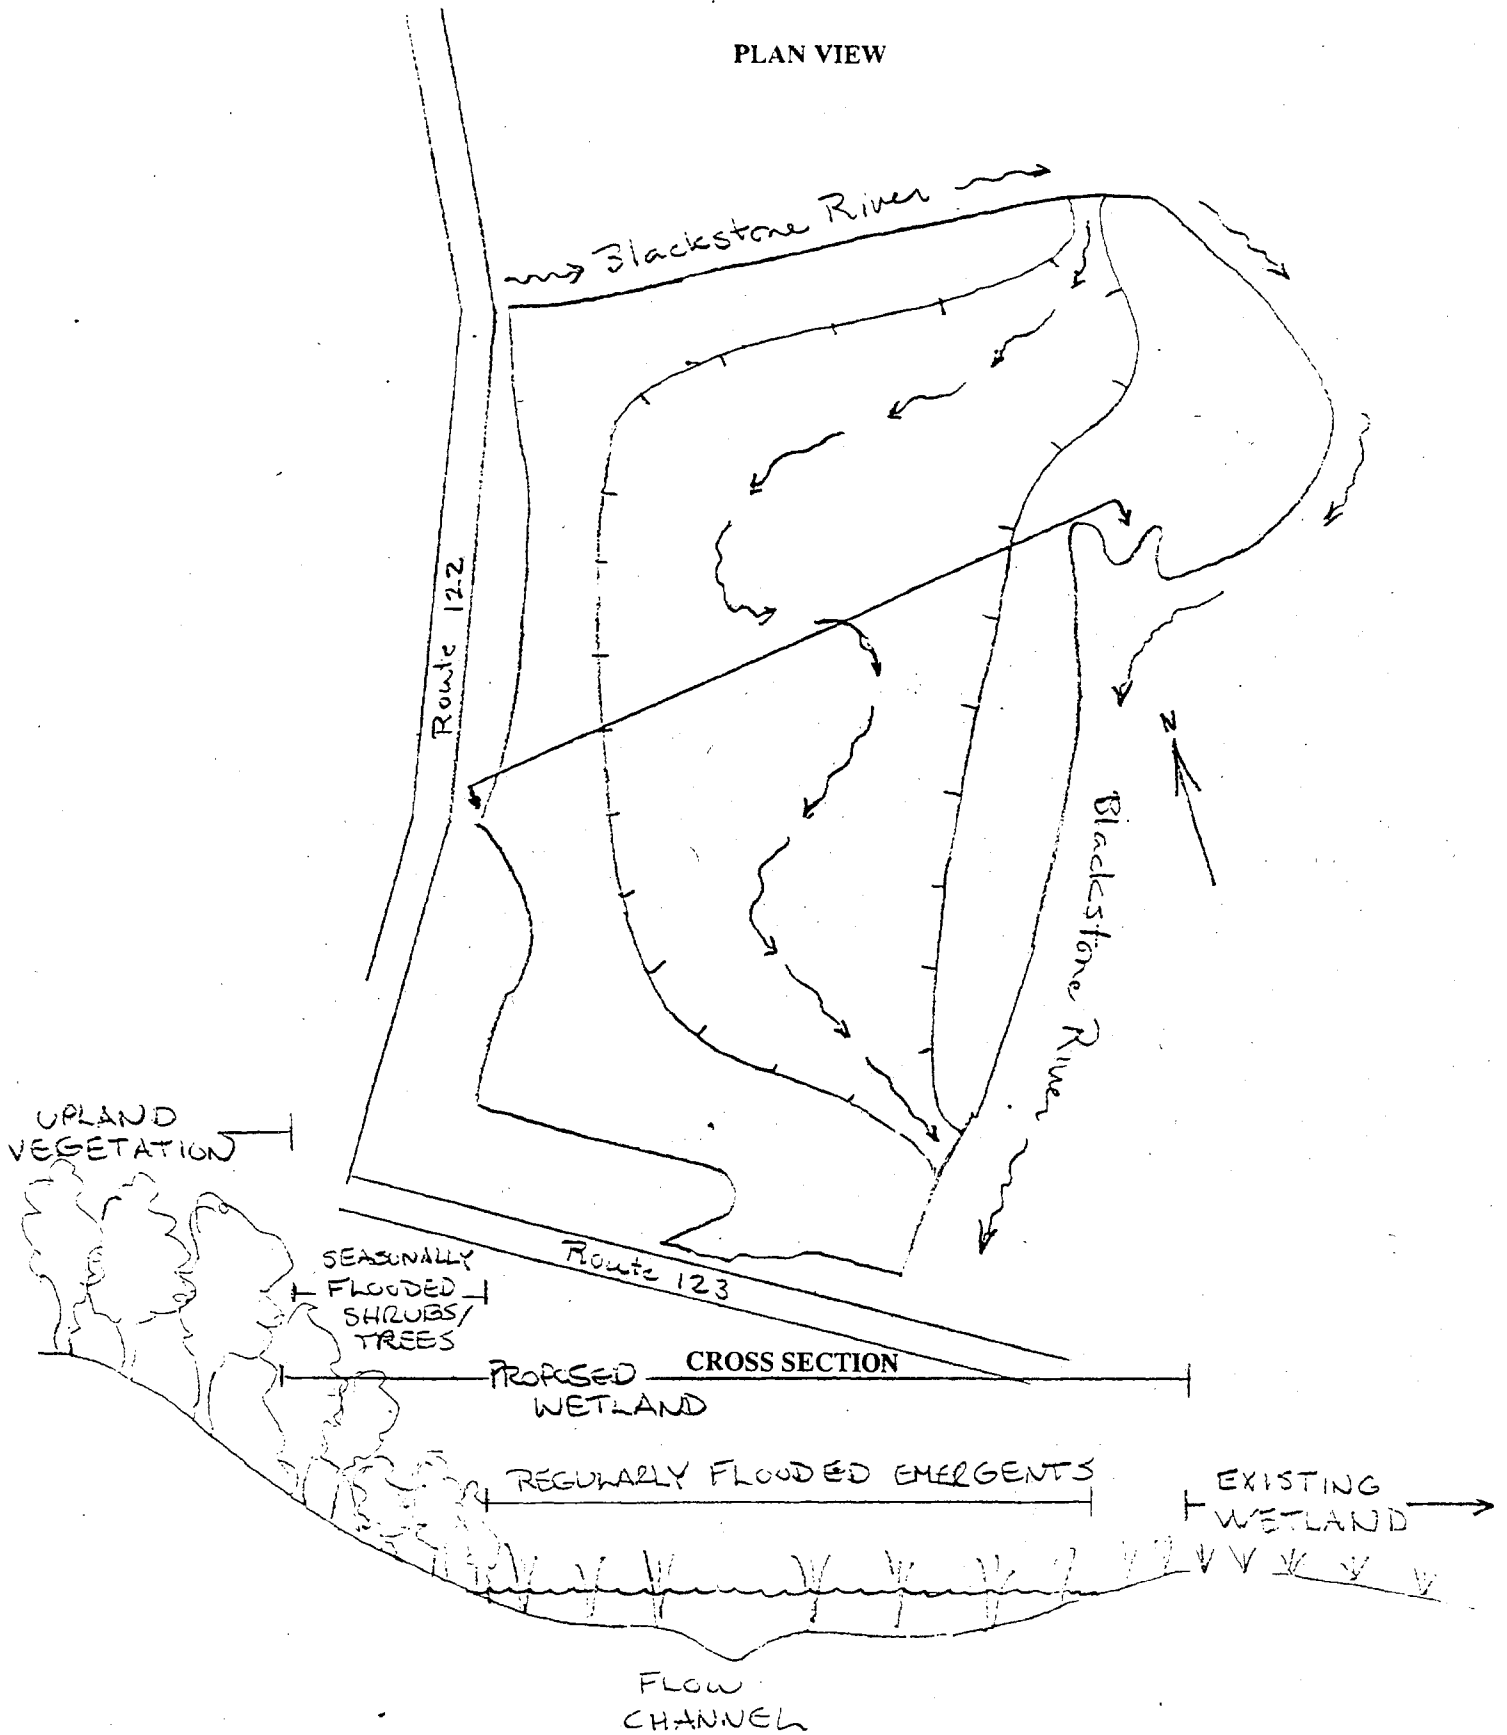 PLAN VIEW
Blackstone River
Route 122
N
Blackstone River
UPLAND
VEGETATION
SEASONALLY
FLOODED
SHRUBS/
TREES
Route 123
CROSS SECTION
PROPOSED
WETLAND
REGULARLY FLOODED EMERGENTS
EXISTING
WETLAND
FLOW
CHANNEL